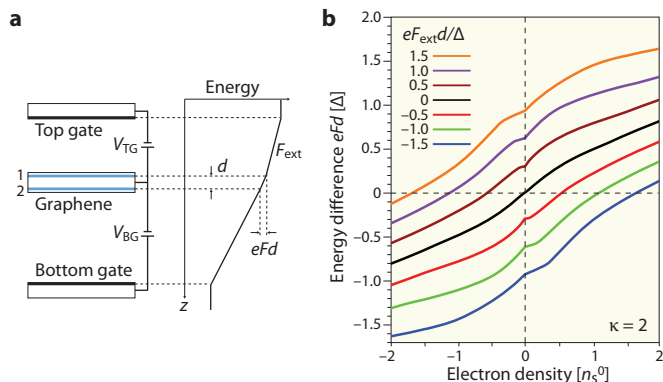 a
Energy
Top gate
V_TG
F_ext
1
d
2
Graphene
V_BG
eFd
Bottom gate
z
b
eF_extd/Δ
1.5
1.0
0.5
0
−0.5
−1.0
−1.5
Energy difference eFd [Δ]
2.0
1.5
1.0
0.5
0
−0.5
−1.0
−1.5
κ = 2
−2
−1
0
1
2
Electron density [n_S^0]